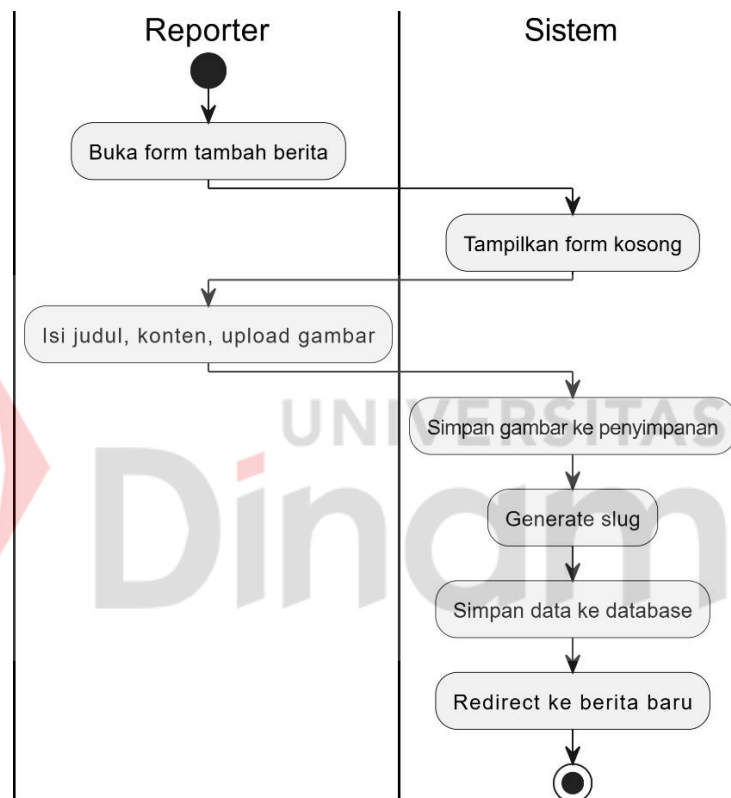 Reporter
Sistem
Buka form tambah berita
Tampilkan form kosong
Isi judul, konten, upload gambar
UNIVERSITAS
Simpan gambar ke penyimpanan
Dinam
Generate slug
Simpan data ke database
Redirect ke berita baru